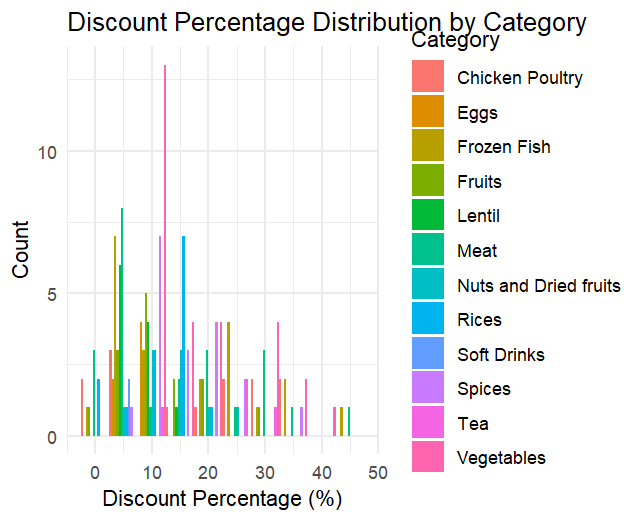 Discount Percentage Distribution by Category
Category
Chicken Poultry
Eggs
Frozen Fish
Fruits
Lentil
Meat
Nuts and Dried fruits
Rices
Soft Drinks
Spices
Tea
Vegetables
Count
10
5
0
0 10 20 30 40 50
Discount Percentage (%)